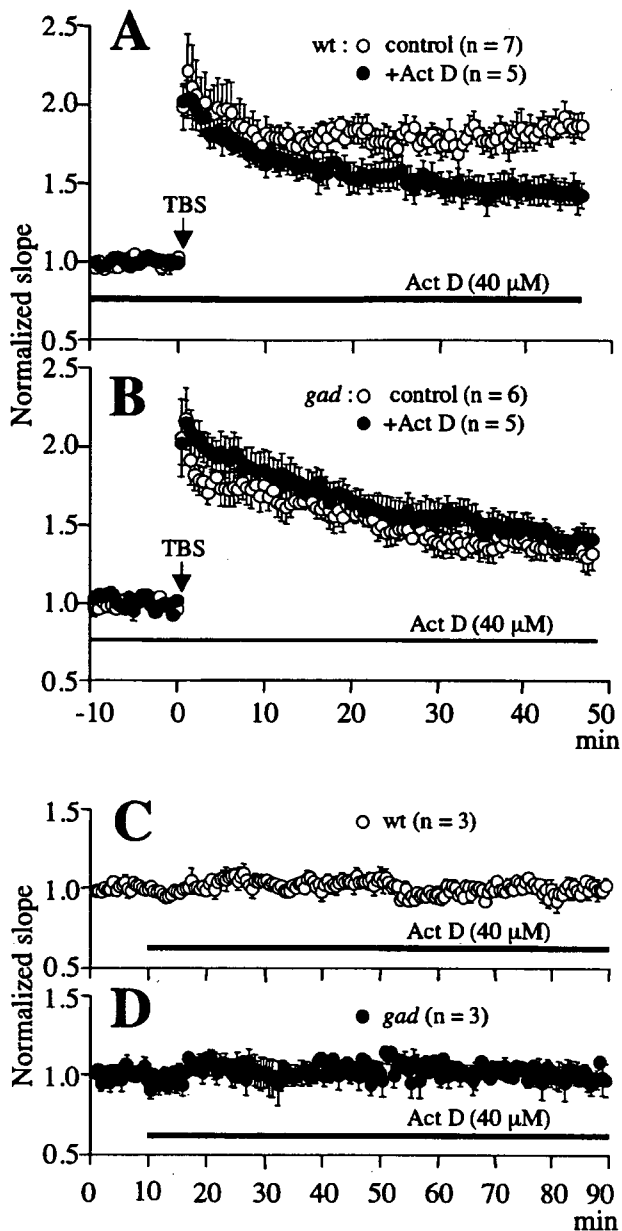 A
2.5
wt : ○ control (n = 7)
● +Act D (n = 5)
2.0
1.5
TBS
1.0
Act D (40 μM)
0.5
Normalized slope
B
gad : ○ control (n = 6)
● +Act D (n = 5)
2.0
1.5
TBS
1.0
Act D (40 μM)
0.5
-10 0 10 20 30 40 50
min
C
1.5
○ wt (n = 3)
1.0
Act D (40 μM)
0.5
Normalized slope
D
● gad (n = 3)
1.0
Act D (40 μM)
0.5
0 10 20 30 40 50 60 70 80 90
min